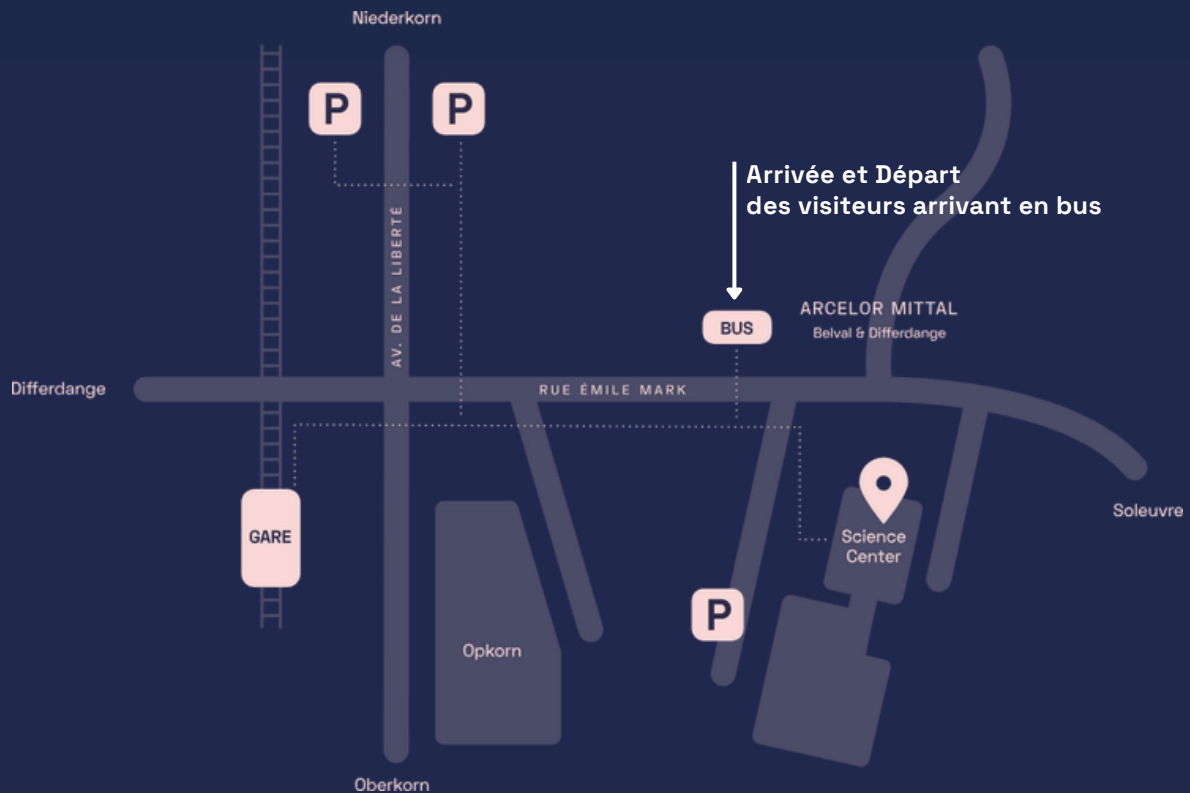 Niederkorn
P
P
Arrivée et Départ
des visiteurs arrivant en bus
AV. DE LA LIBERTÉ
BUS
ARCELOR MITTAL
Belval & Differdange
Differdange
RUE ÉMILE MARK
Soleuvre
GARE
Science
Center
P
Opkorn
Oberkorn